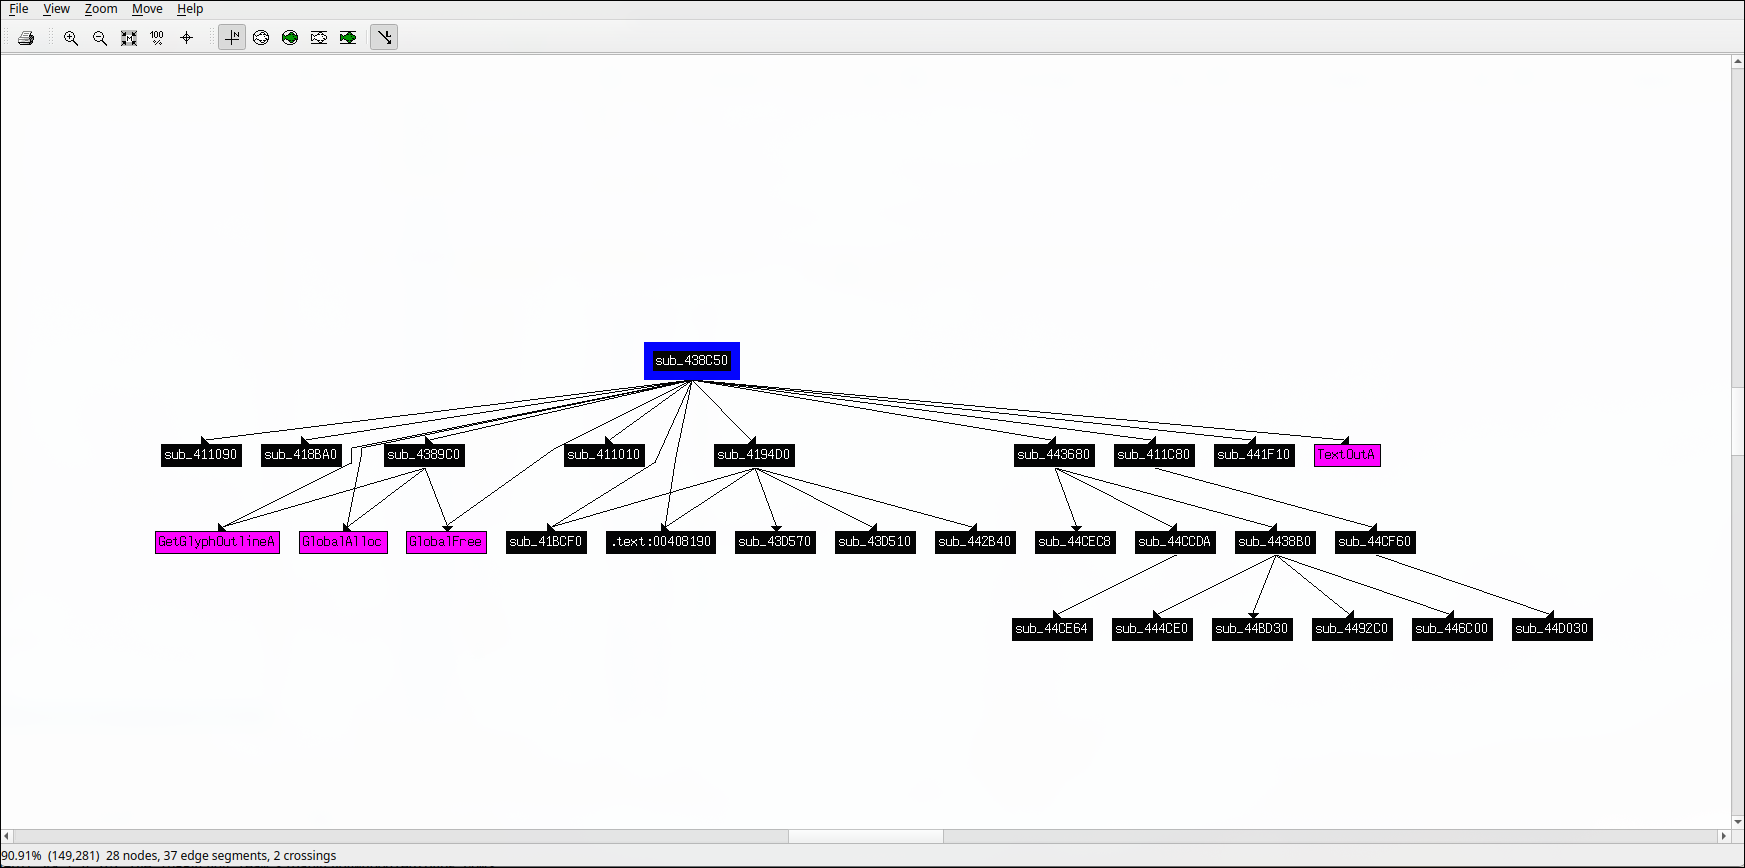 File View Zoom Move Help
100 %
N
sub_438C50
sub_411090 sub_418BA0 sub_4389C0 sub_411010 sub_4194D0 sub_443680 sub_411C80 sub_441F10 TextOutA
GetGlyphOutlineA GlobalAlloc GlobalFree sub_41BCF0 .text:00408190 sub_43D570 sub_43D510 sub_442B40 sub_44CEC8 sub_44CCDA sub_4438B0 sub_44CF60
sub_44CE64 sub_444CE0 sub_44BD30 sub_4492C0 sub_446C00 sub_44D030
90.91% (149,281) 28 nodes, 37 edge segments, 2 crossings